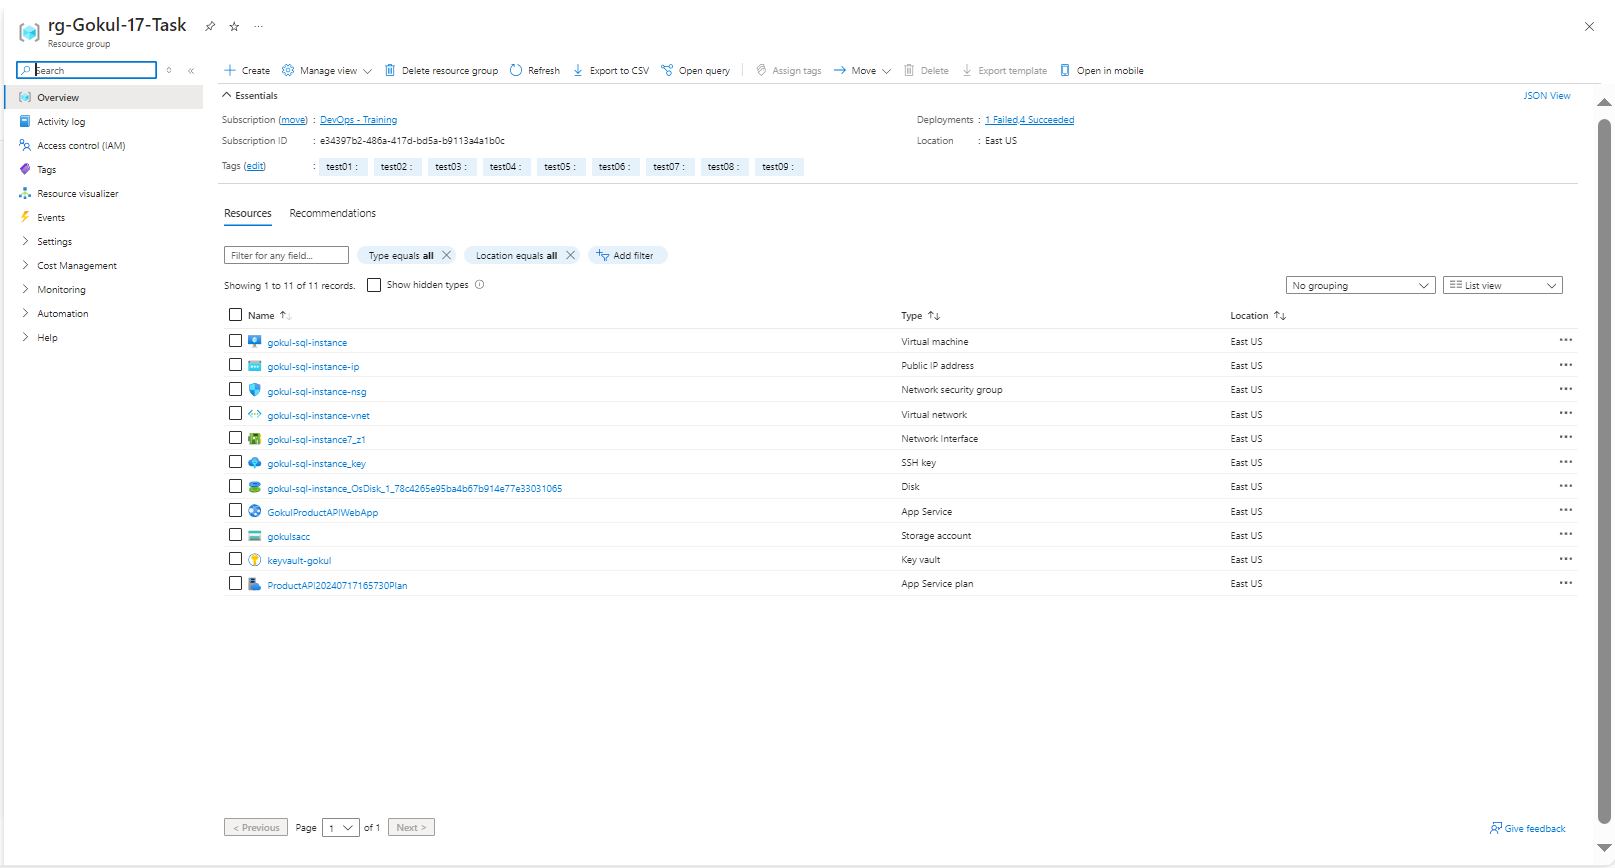 rg-Gokul-17-Task
Resource group
Search
Create Manage view Delete resource group Refresh Export to CSV Open query Assign tags Move Delete Export template Open in mobile
Overview
Activity log
Access control (IAM)
Tags
Resource visualizer
Events
Settings
Cost Management
Monitoring
Automation
Help
Essentials
JSON View
Subscription (move) : DevOps - Training
Deployments : 1 Failed,4 Succeeded
Subscription ID : e34397b2-486a-417d-bd5a-b9113a4a1b0c
Location : East US
Tags (edit) : test01 : test02 : test03 : test04 : test05 : test06 : test07 : test08 : test09 :
Resources Recommendations
Filter for any field... Type equals all Location equals all Add filter
Showing 1 to 11 of 11 records. Show hidden types No grouping List view
Name Type Location
gokul-sql-instance Virtual machine East US
gokul-sql-instance-ip Public IP address East US
gokul-sql-instance-nsg Network security group East US
gokul-sql-instance-vnet Virtual network East US
gokul-sql-instance7_z1 Network Interface East US
gokul-sql-instance_key SSH key East US
gokul-sql-instance_OsDisk_1_78c4265e95ba4b67b914e77e33031065 Disk East US
GokulProductAPIWebApp App Service East US
gokulsacc Storage account East US
keyvault-gokul Key vault East US
ProductAPI20240717165730Plan App Service plan East US
< Previous Page 1 of 1 Next >
Give feedback